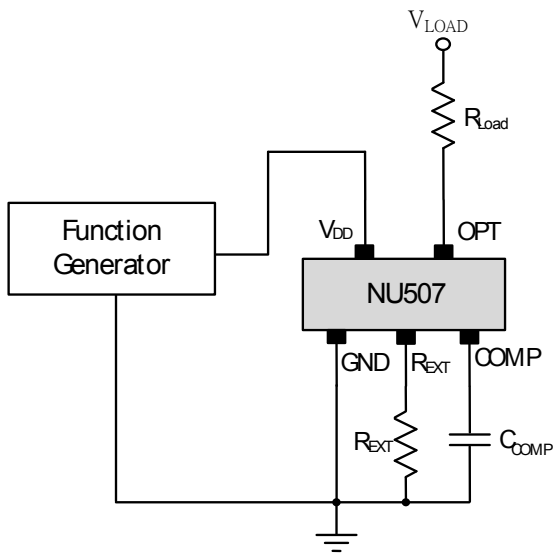 VLOAD
RLoad
Function
Generator
VDD
OPT
NU507
GND
REXT
COMP
REXT
CCOMP